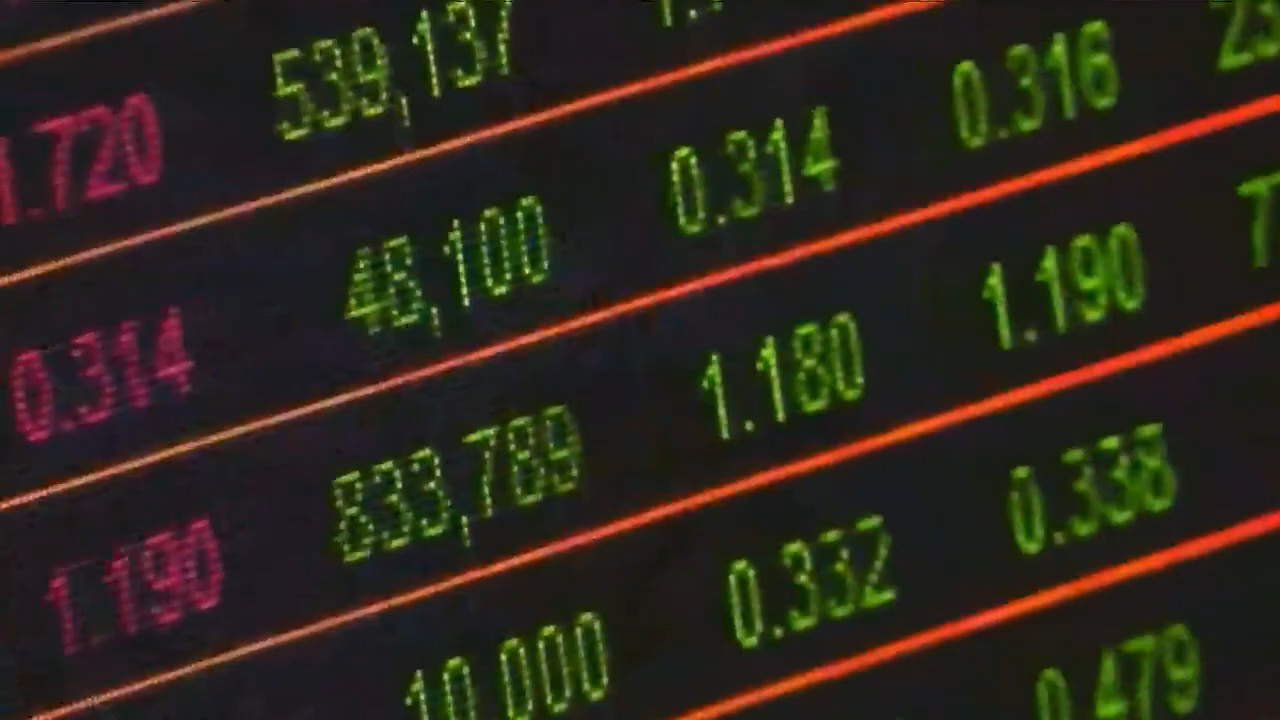 1.720 539,137
0.314 48,100 0.314 0.316
1.190 833,789 1.180 1.190
10,000 0.332 0.338
0.479